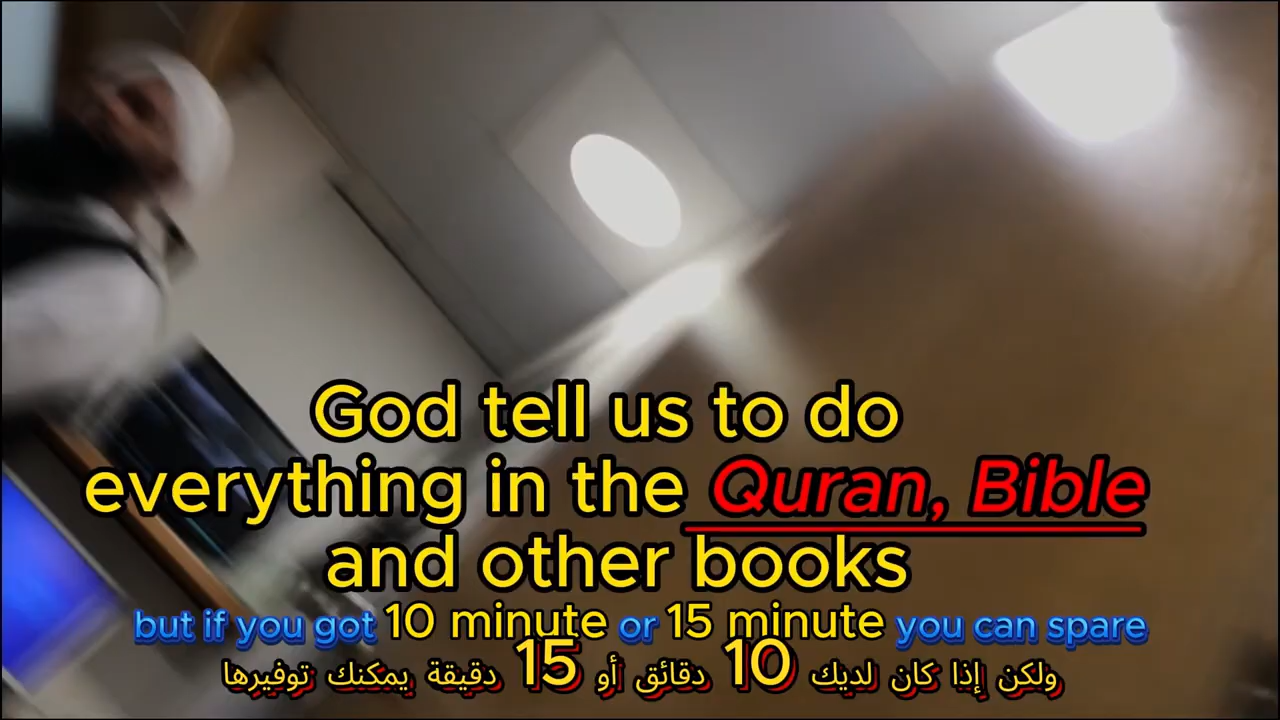 God tell us to do
everything in the Quran, Bible
and other books
but if you got 10 minute or 15 minute you can spare
ولكن إذا كان لديك 10 دقائق أو 15 دقيقة يمكنك توفيرها